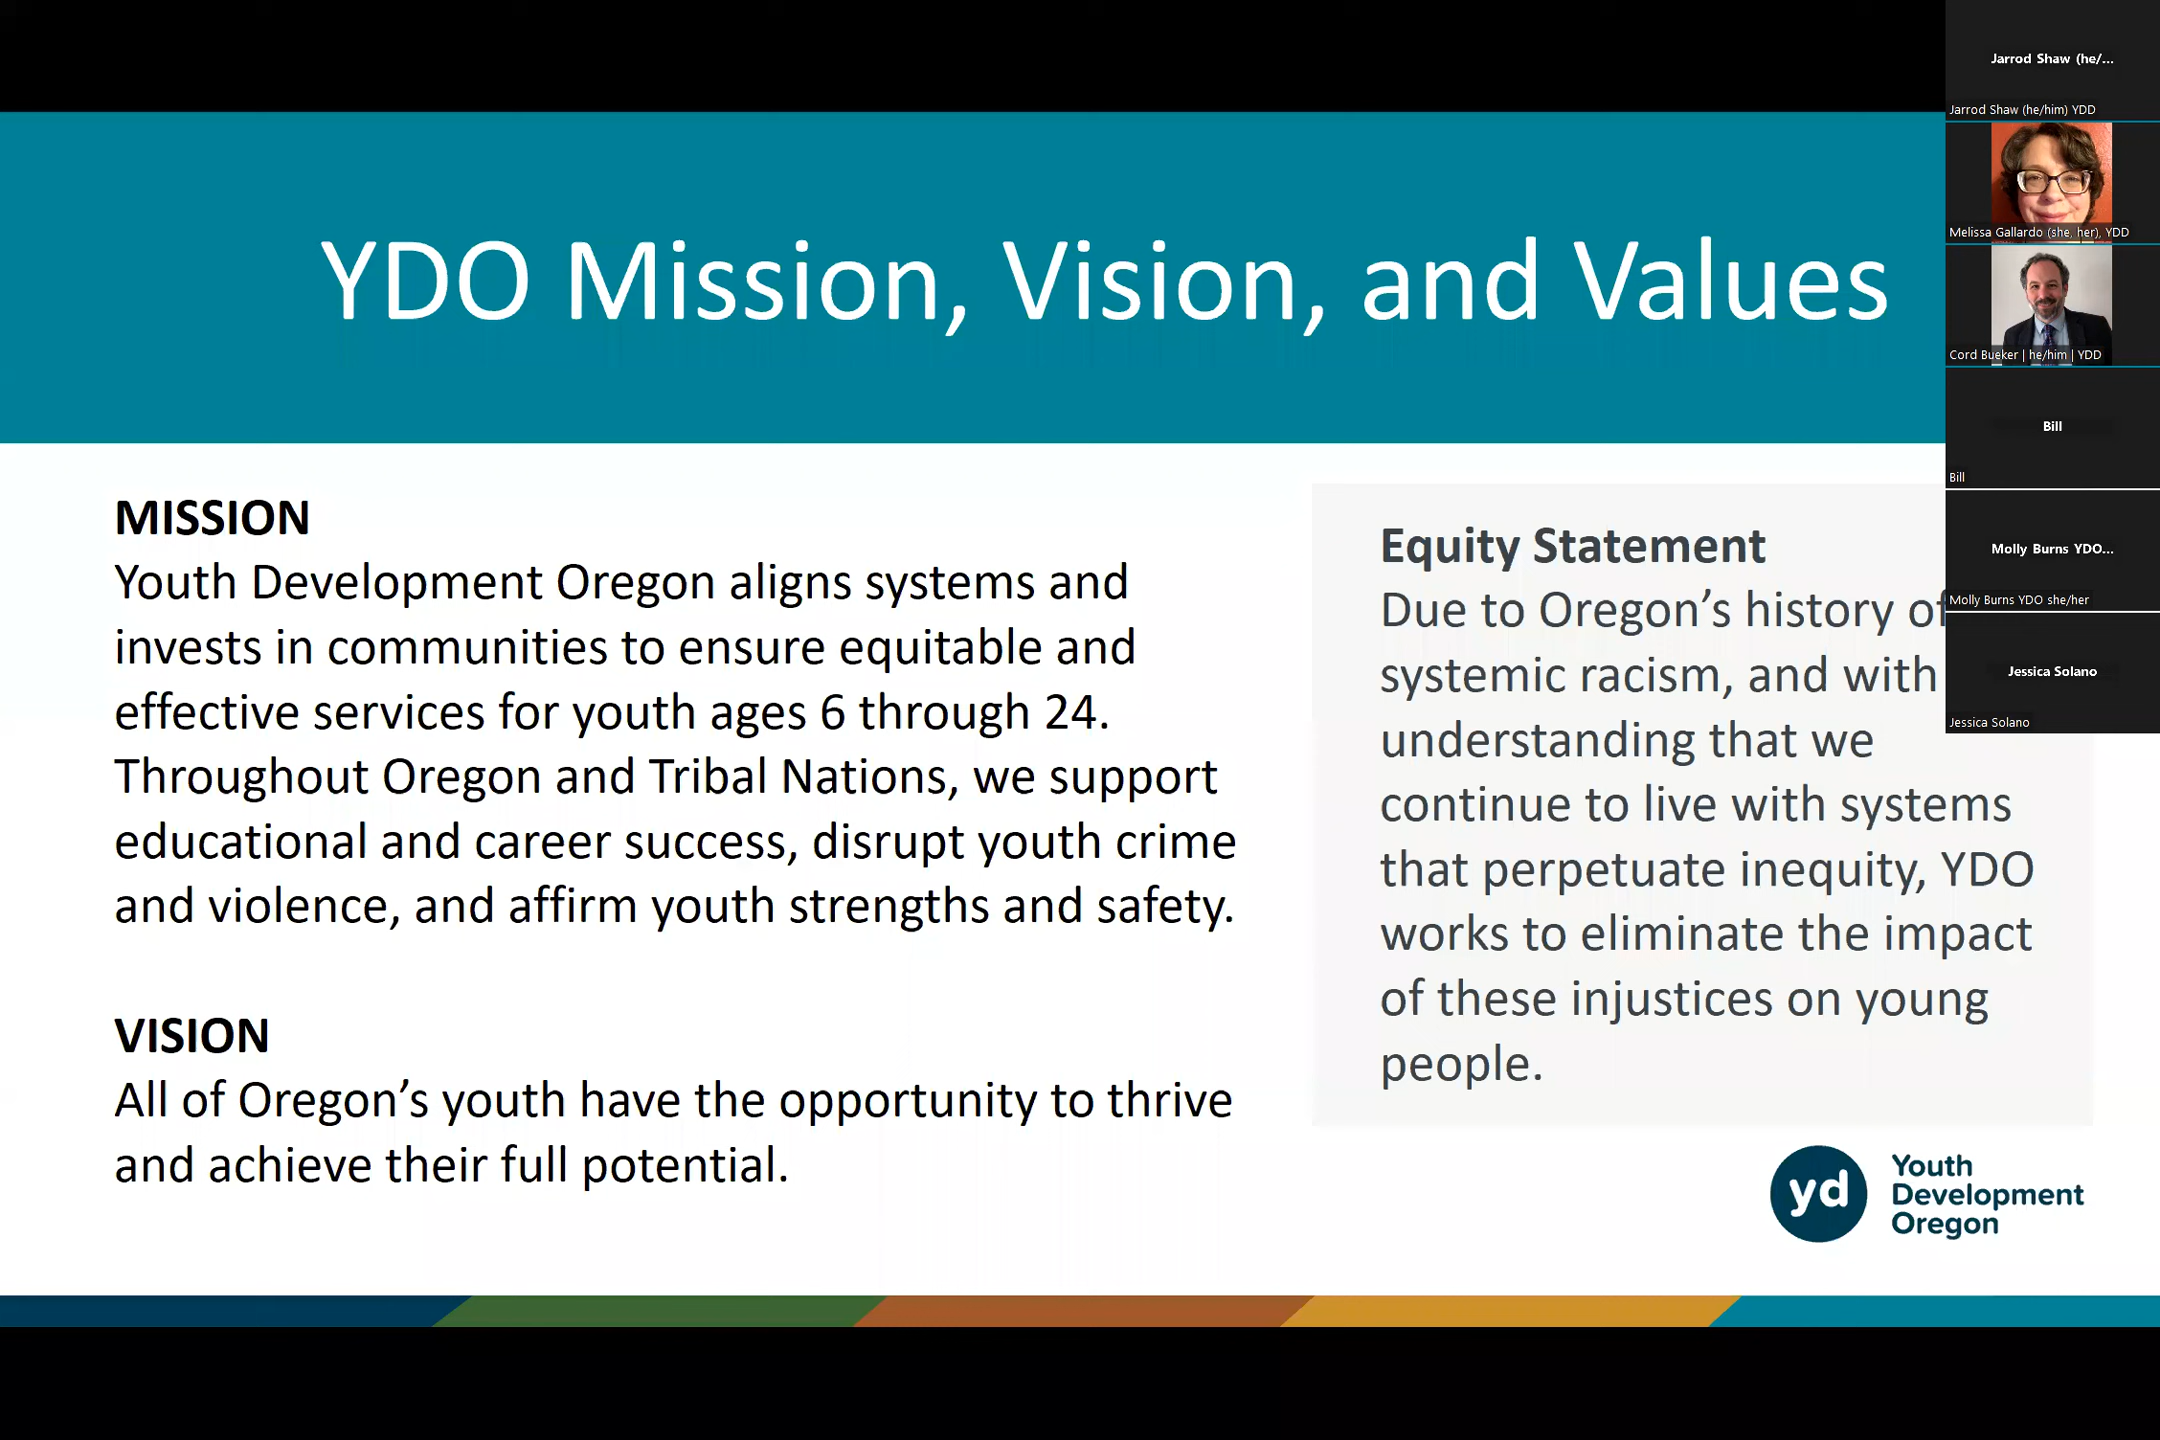 YDO Mission, Vision, and Values
MISSION
Youth Development Oregon aligns systems and
invests in communities to ensure equitable and
effective services for youth ages 6 through 24.
Throughout Oregon and Tribal Nations, we support
educational and career success, disrupt youth crime
and violence, and affirm youth strengths and safety.
VISION
All of Oregon’s youth have the opportunity to thrive
and achieve their full potential.
Equity Statement
Due to Oregon’s history of
systemic racism, and with
understanding that we
continue to live with systems
that perpetuate inequity, YDO
works to eliminate the impact
of these injustices on young
people.
yd
Youth
Development
Oregon
Jarrod Shaw (he/...
Jarrod Shaw (he/him) YDD
Melissa Gallardo (she, her), YDD
Cord Bueker | he/him | YDD
Bill
Bill
Molly Burns YDO...
Molly Burns YDO she/her
Jessica Solano
Jessica Solano